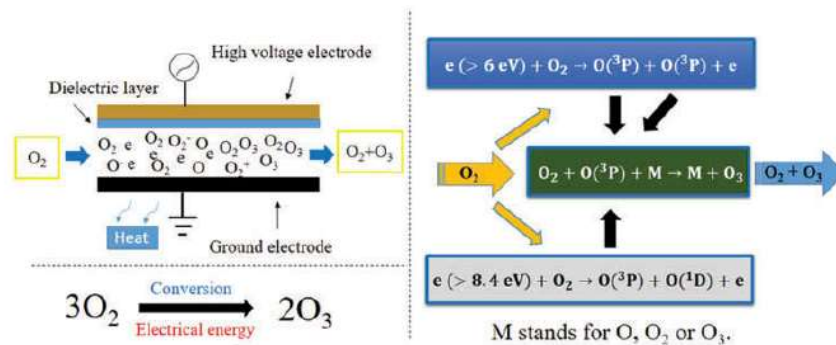 High voltage electrode
Dielectric layer
O₂
O₂ e O₂ O₂⁻ O e O₂O₃ O₂O₃
O⁻ e e O₂ e O O₂⁺ O₃
O₂+O₃
Heat
Ground electrode
3O₂ Conversion 2O₃
Electrical energy
e (> 6 eV) + O₂ → O(³P) + O(³P) + e
O₂
O₂ + O(³P) + M → M + O₃
O₂ + O₃
e (> 8.4 eV) + O₂ → O(³P) + O(¹D) + e
M stands for O, O₂ or O₃.